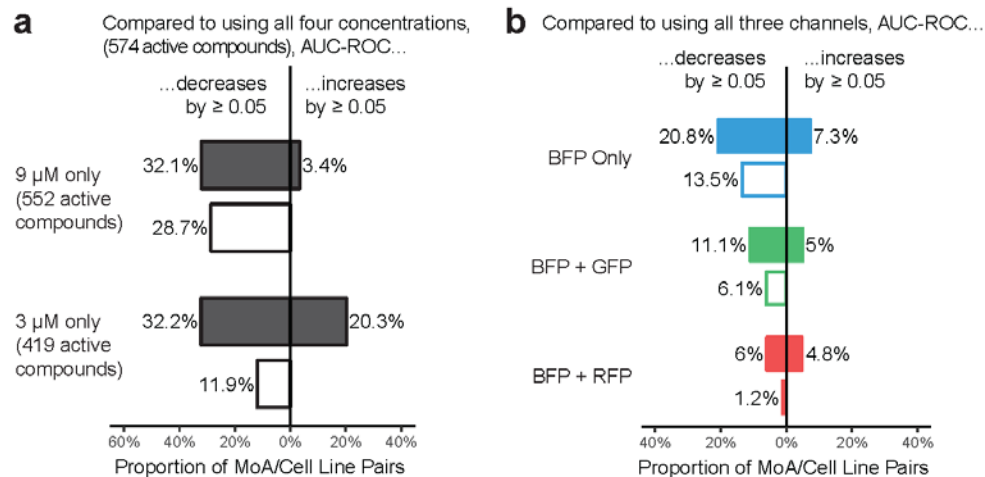 a
Compared to using all four concentrations,
(574 active compounds), AUC-ROC...
...decreases
by ≥ 0.05
...increases
by ≥ 0.05
9 µM only
(552 active
compounds)
32.1%
3.4%
28.7%
3 µM only
(419 active
compounds)
32.2%
20.3%
11.9%
60% 40% 20% 0% 20% 40%
Proportion of MoA/Cell Line Pairs
b
Compared to using all three channels, AUC-ROC...
...decreases
by ≥ 0.05
...increases
by ≥ 0.05
BFP Only
20.8%
7.3%
13.5%
BFP + GFP
11.1%
5%
6.1%
BFP + RFP
6%
4.8%
1.2%
40% 20% 0% 20% 40%
Proportion of MoA/Cell Line Pairs